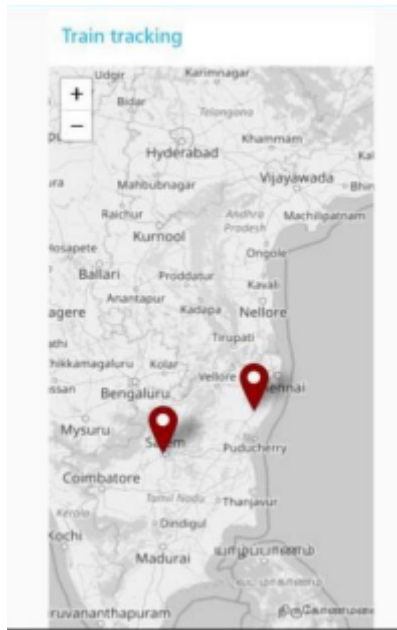 Train tracking
+
Udgir
Karimnagar
−
Bidar
Telangana
Khammam
Hyderabad
Vijayawada
Mahbubnagar
Raichur
Andhra
Pradesh
Machilipatnam
Kurnool
Ongole
Ballari
Proddatur
Kavali
Anantapur
Kadapa
Nellore
Tirupati
Kolar
Vellore
Bengaluru
Mysuru
Puducherry
Coimbatore
Tamil Nadu
Thanjavur
Kerala
Dindigul
Kochi
Madurai
யாழ்ப்பாணம்